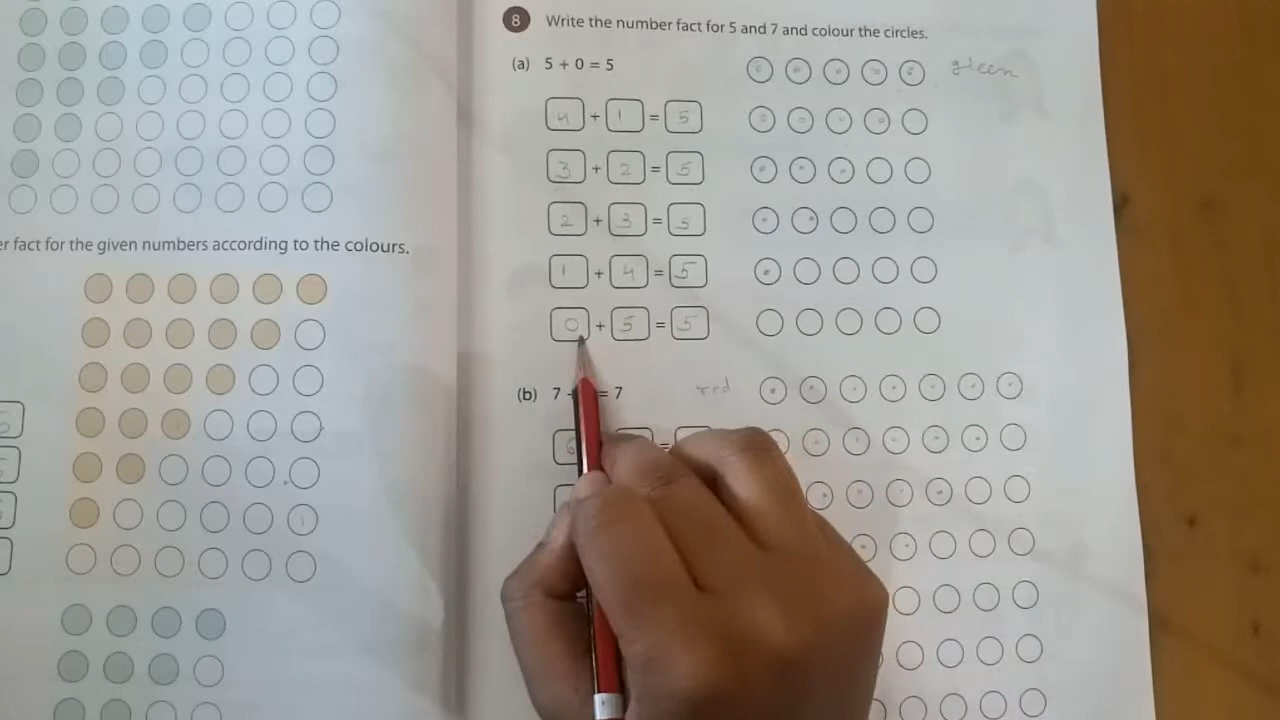 er fact for the given numbers according to the colours.
5
8 Write the number fact for 5 and 7 and colour the circles.
(a) 5 + 0 = 5 green
4 + 1 = 5
3 + 2 = 5
2 + 3 = 5
1 + 4 = 5
0 + 5 = 5
(b) 7 = 7 red
6 =